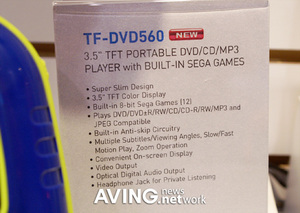 TF-DVD560 NEW
3.5" TFT PORTABLE DVD/CD/MP3
PLAYER with BUILT-IN SEGA GAMES
• Super Slim Design
• 3.5" TFT Color Display
• Built-in 8-bit Sega Games (12)
• Plays DVD/DVD±R/RW/CD/CD-R/RW/MP3 and
JPEG Compatible
• Built-in Anti-skip Circuitry
• Multiple Subtitles/Viewing Angles, Slow/Fast
Motion Play, Zoom Operation
• Convenient On-screen Display
• Video Output
• Optical Digital Audio Output
• Headphone Jack for Private Listening
AVING news network